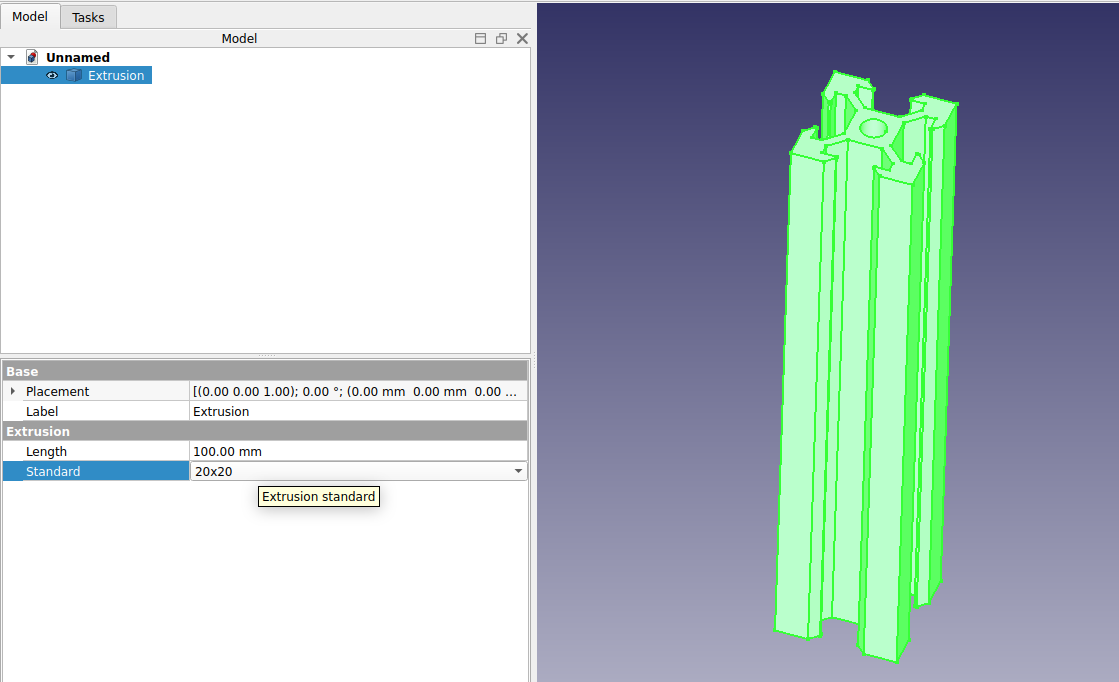 Model
Tasks
Model
Unnamed
Extrusion
Base
Placement [(0.00 0.00 1.00); 0.00 °; (0.00 mm 0.00 mm 0.00 ...
Label Extrusion
Extrusion
Length 100.00 mm
Standard 20x20
Extrusion standard